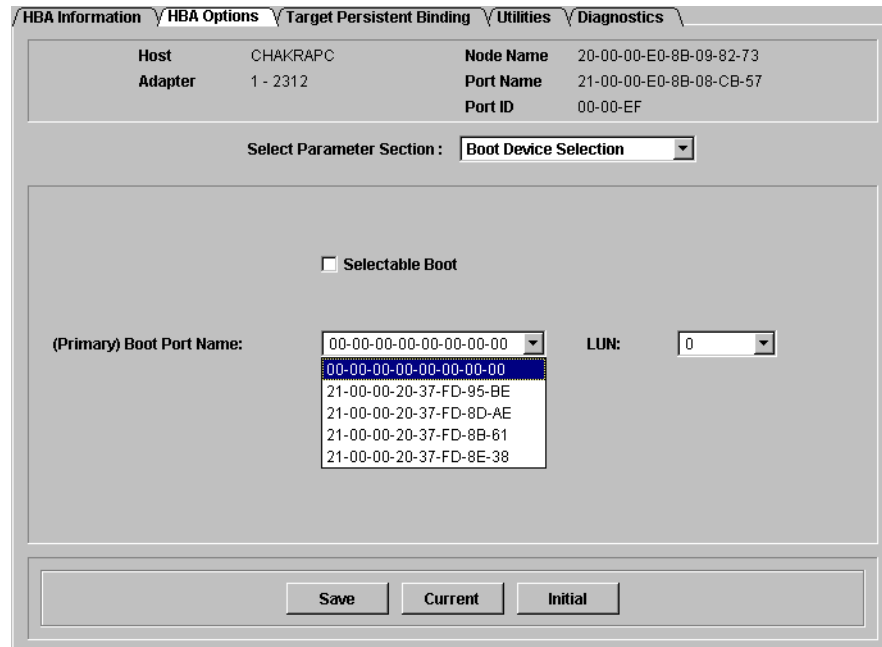 HBA Information HBA Options Target Persistent Binding Utilities Diagnostics
Host CHAKRAPC Node Name 20-00-00-E0-8B-09-82-73
Adapter 1 - 2312 Port Name 21-00-00-E0-8B-08-CB-57
Port ID 00-00-EF
Select Parameter Section : Boot Device Selection
Selectable Boot
(Primary) Boot Port Name: 00-00-00-00-00-00-00-00 LUN: 0
00-00-00-00-00-00-00-00
21-00-00-20-37-FD-95-BE
21-00-00-20-37-FD-8D-AE
21-00-00-20-37-FD-8B-61
21-00-00-20-37-FD-8E-38
Save Current Initial